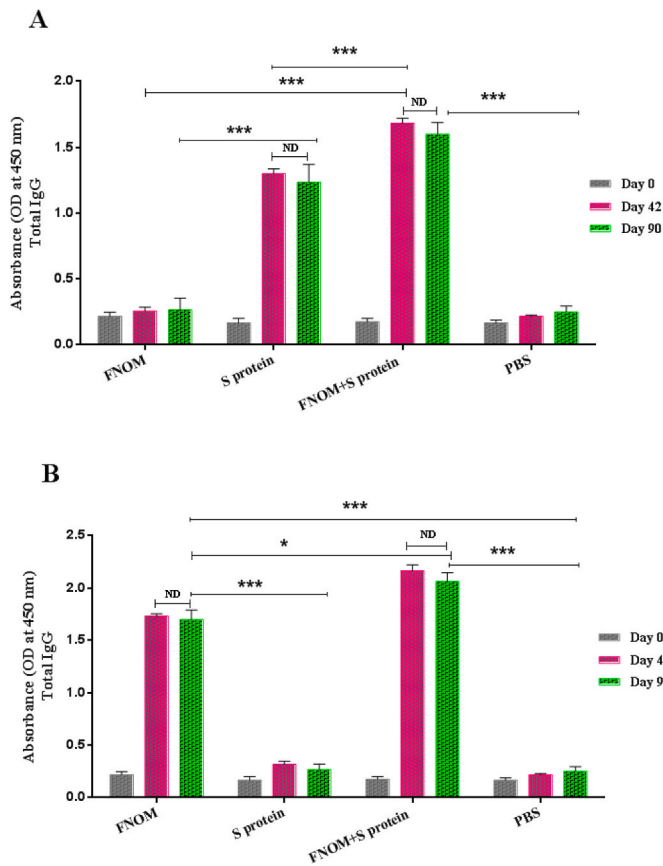 A
***
***
ND
***
***
ND
2.0
1.5
1.0
0.5
0.0
Absorbance (OD at 450 nm)
Total IgG
Day 0
Day 42
Day 90
FNOM
S protein
FNOM+S protein
PBS
B
***
ND
*
***
ND
***
2.5
2.0
1.5
1.0
0.5
0.0
Absorbance (OD at 450 nm)
Total IgG
Day 0
Day 4
Day 9
FNOM
S protein
FNOM+S protein
PBS